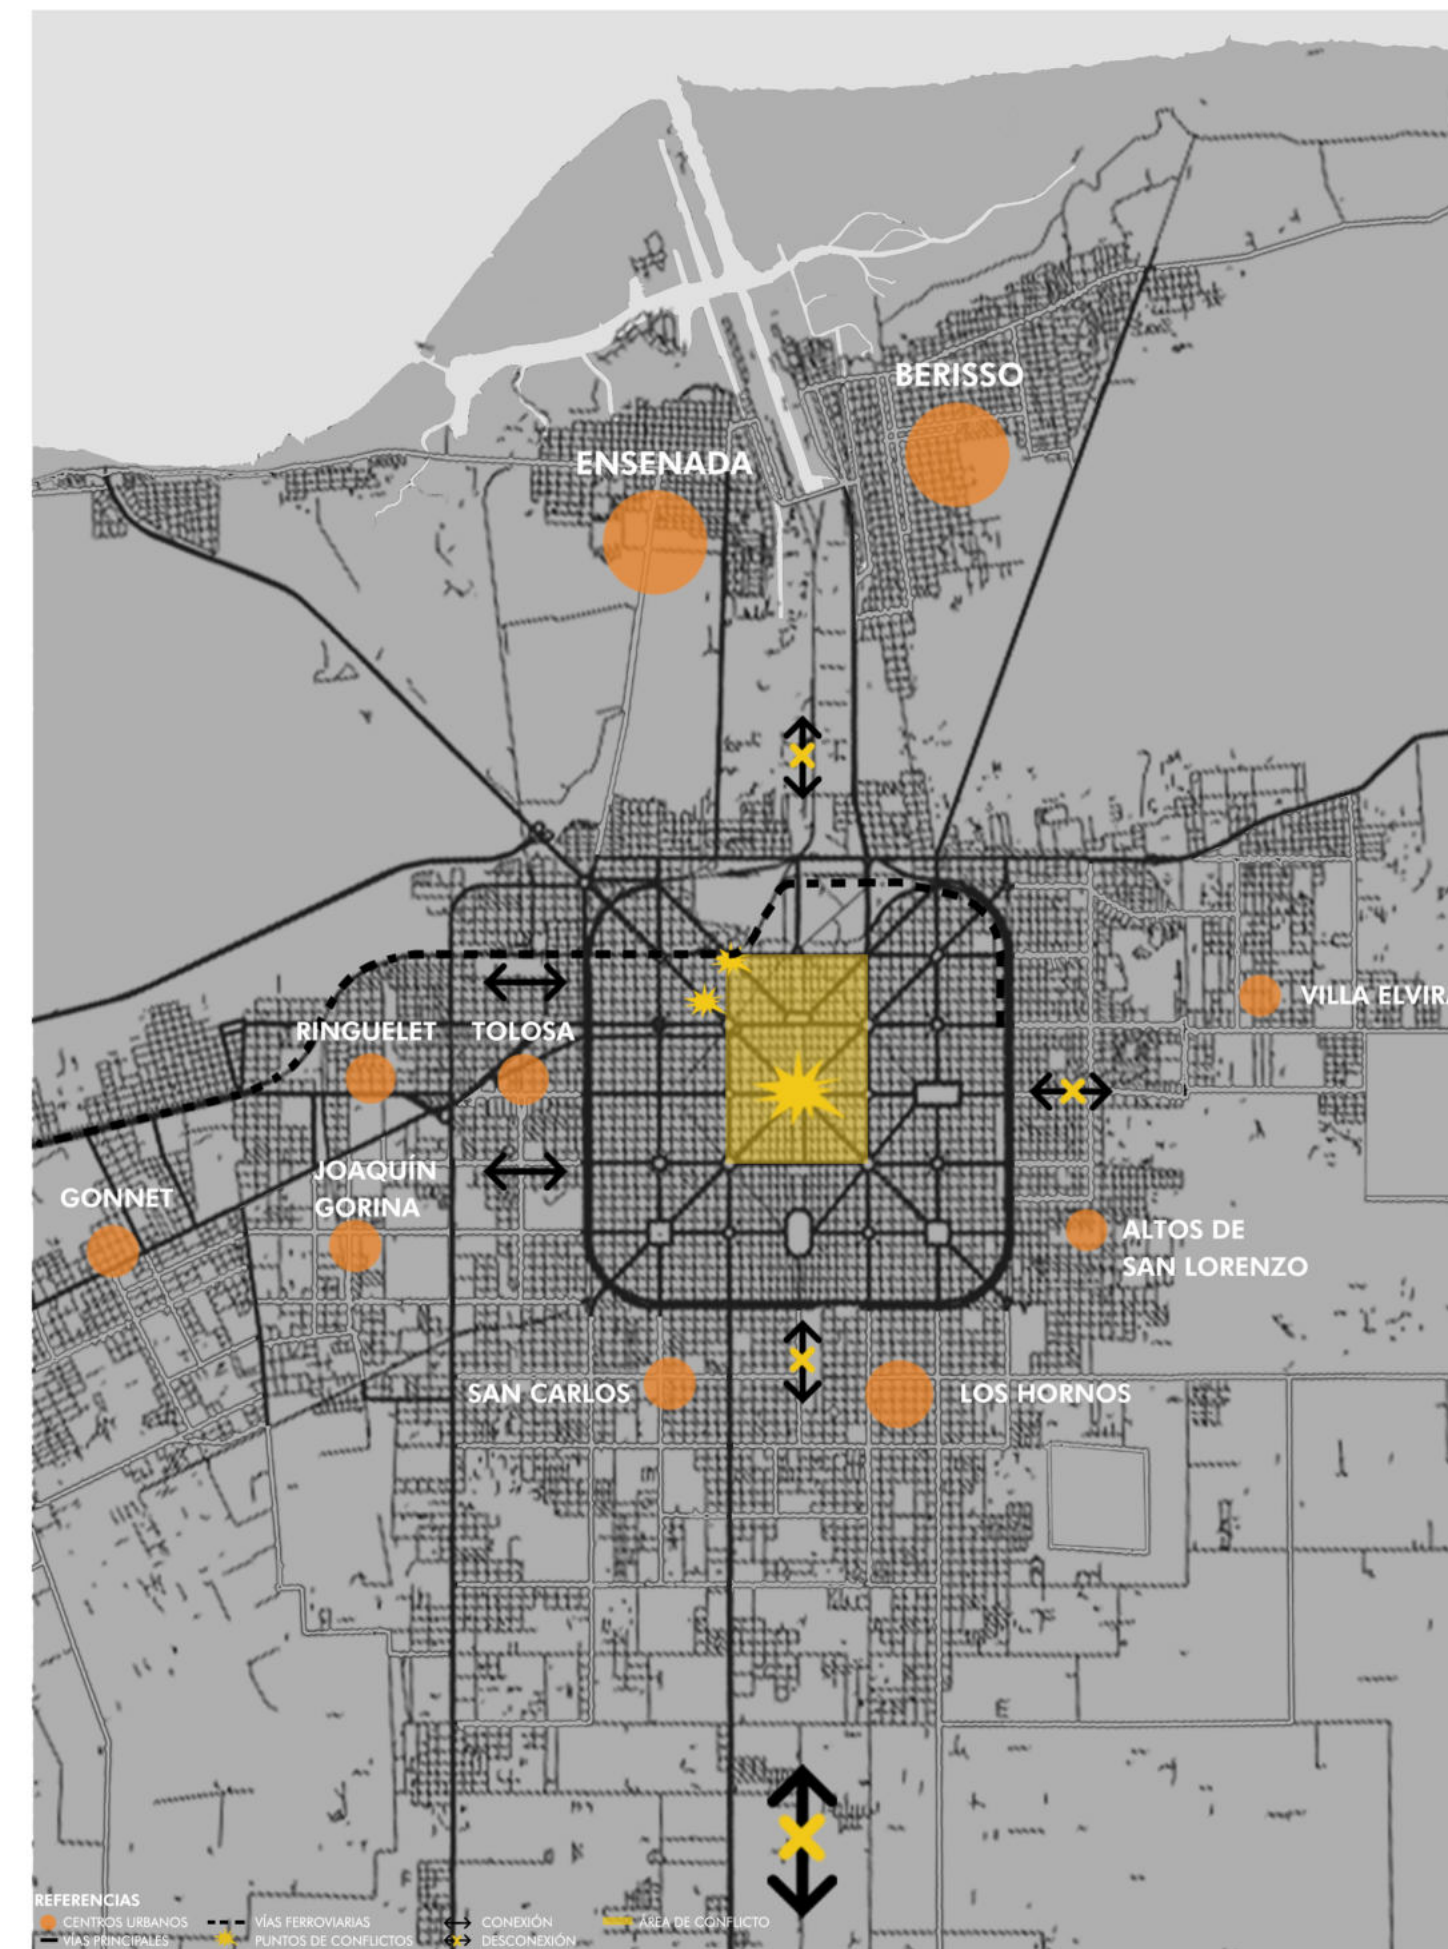 BERISSO
ENSENADA
VILLA ELVIR
RINGUELET
TOLOSA
JOAQUÍN
GORINA
GONNET
ALTOS DE
SAN LORENZO
SAN CARLOS
LOS HORNOS
REFERENCIAS
CENTROS URBANOS
VÍAS FERROVIARIAS
CONEXIÓN
ÁREA DE CONFLICTO
VÍAS PRINCIPALES
PUNTOS DE CONFLICTOS
DESCONEXIÓN